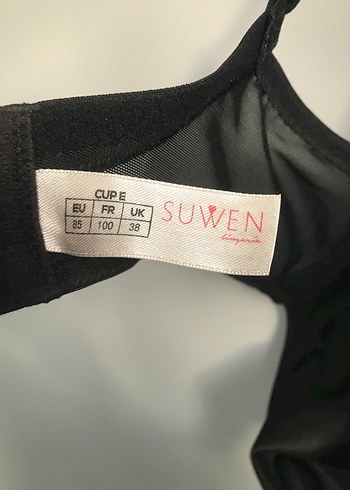 CUP E
EU FR UK
85 100 38
SUWEN
lingerie